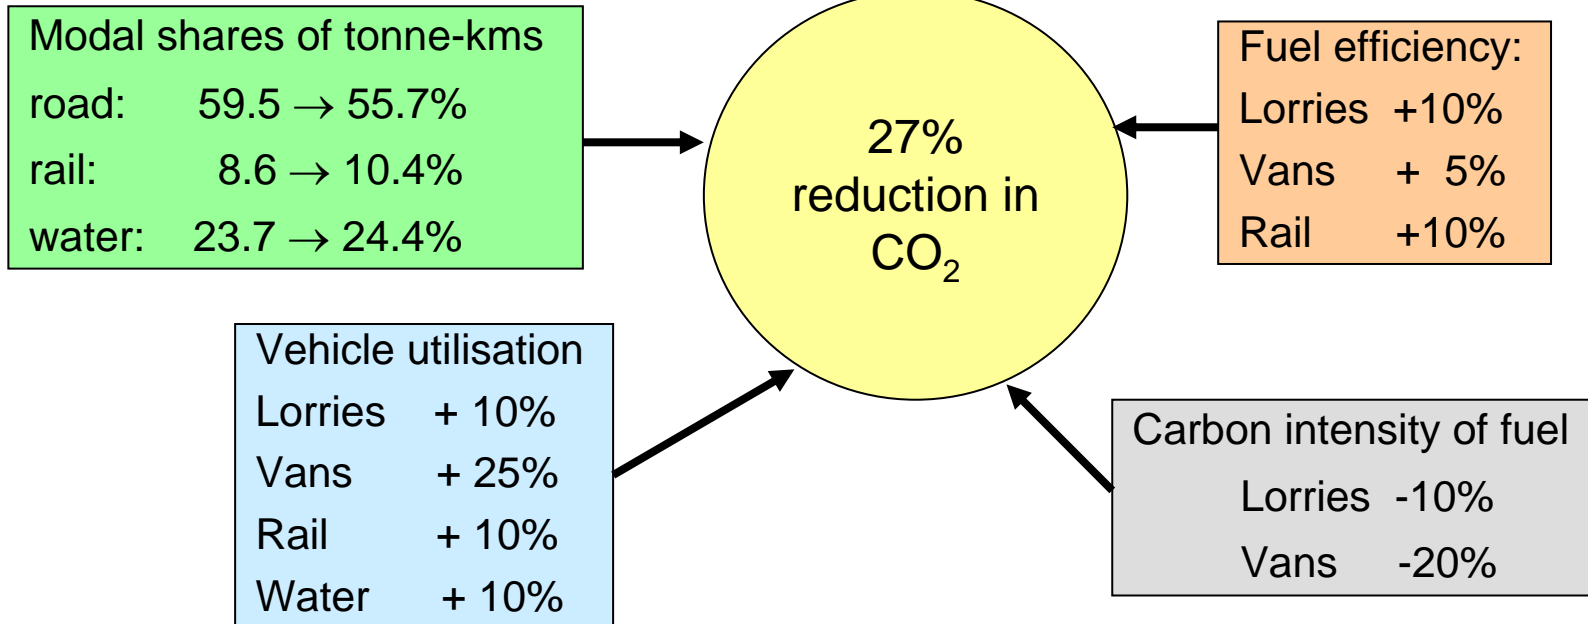 Modal shares of tonne-kms
road: 59.5 → 55.7%
rail: 8.6 → 10.4%
water: 23.7 → 24.4%
27%
reduction in
CO₂
Fuel efficiency:
Lorries +10%
Vans + 5%
Rail +10%
Vehicle utilisation
Lorries + 10%
Vans + 25%
Rail + 10%
Water + 10%
Carbon intensity of fuel
Lorries -10%
Vans -20%